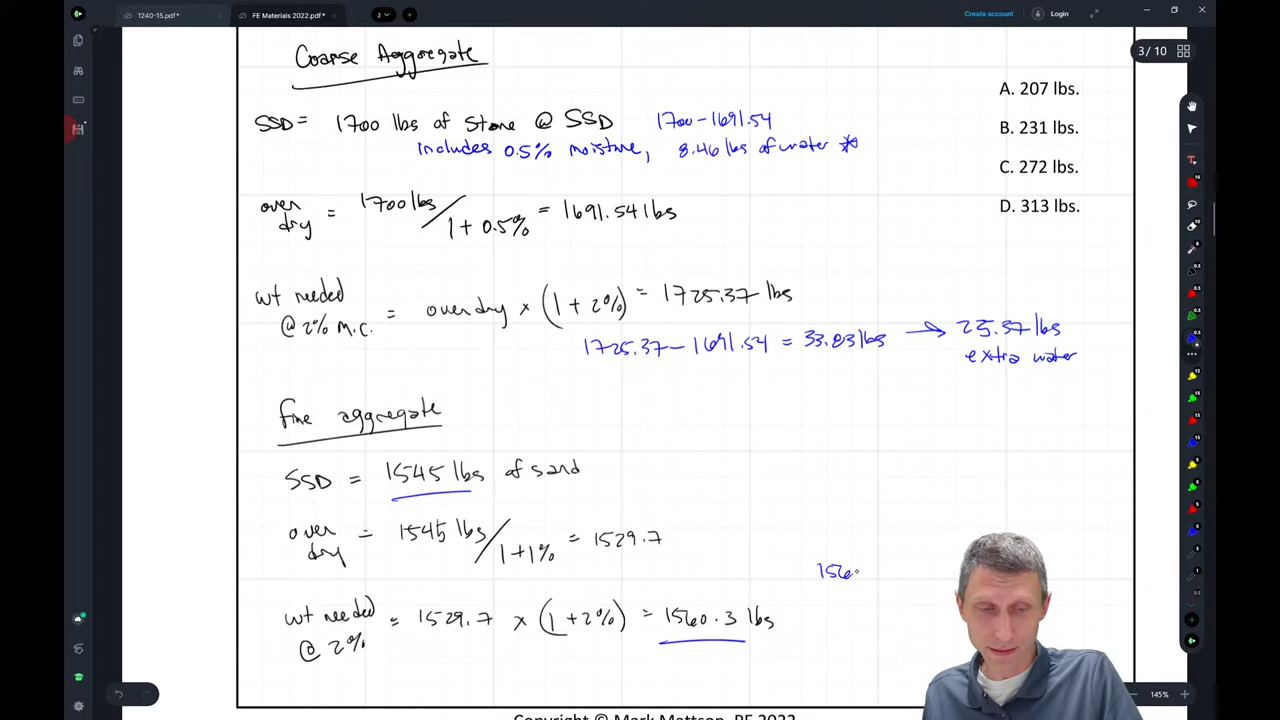 1240-15.pdf*
FE Materials 2022.pdf*
2
Create account
Login
3 / 10
Coarse Aggregate
A. 207 lbs.
B. 231 lbs.
C. 272 lbs.
D. 313 lbs.
SSD = 1700 lbs of Stone @ SSD 1700-1691.54
includes 0.5% moisture, 8.46 lbs of water *
over dry = 1700 lbs / 1 + 0.5% = 1691.54 lbs
wt needed @ 2% M.C. = over dry x (1 + 2%) = 1725.37 lbs
1725.37 - 1691.54 = 33.83 lbs → 25.37 lbs
extra water
fine aggregate
SSD = 1545 lbs of sand
over dry = 1545 lbs / 1+1% = 1529.7
156
wt needed @ 2% = 1529.7 x (1 + 2%) = 1560.3 lbs
145%
Copyright © Mark Mattson, PE 2022